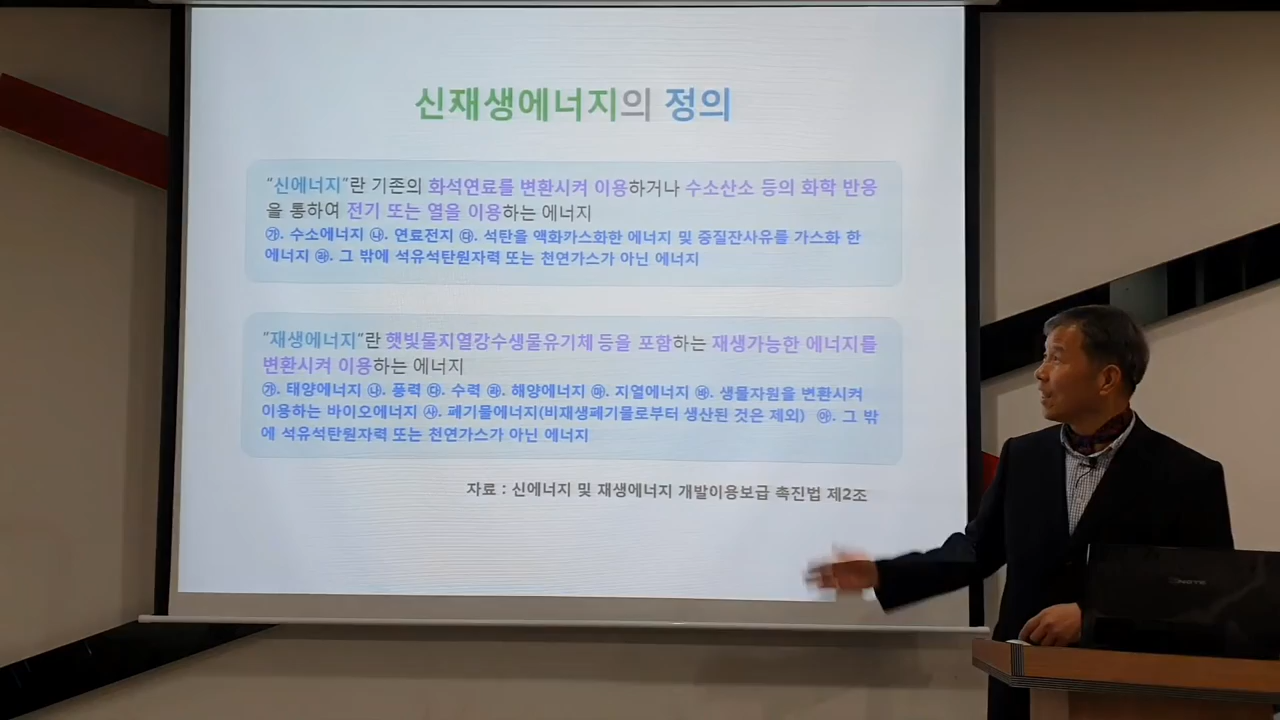 신재생에너지의 정의
“신에너지”란 기존의 화석연료를 변환시켜 이용하거나 수소산소 등의 화학 반응
을 통하여 전기 또는 열을 이용하는 에너지
㉮. 수소에너지 ㉯. 연료전지 ㉰. 석탄을 액화가스화한 에너지 및 중질잔사유를 가스화 한
에너지 ㉱. 그 밖에 석유석탄원자력 또는 천연가스가 아닌 에너지
“재생에너지”란 햇빛물지열강수생물유기체 등을 포함하는 재생가능한 에너지를
변환시켜 이용하는 에너지
㉮. 태양에너지 ㉯. 풍력 ㉰. 수력 ㉱. 해양에너지 ㉲. 지열에너지 ㉳. 생물자원을 변환시켜
이용하는 바이오에너지 ㉴. 폐기물에너지(비재생폐기물로부터 생산된 것은 제외) ㉵. 그 밖
에 석유석탄원자력 또는 천연가스가 아닌 에너지
자료 : 신에너지 및 재생에너지 개발이용보급 촉진법 제2조